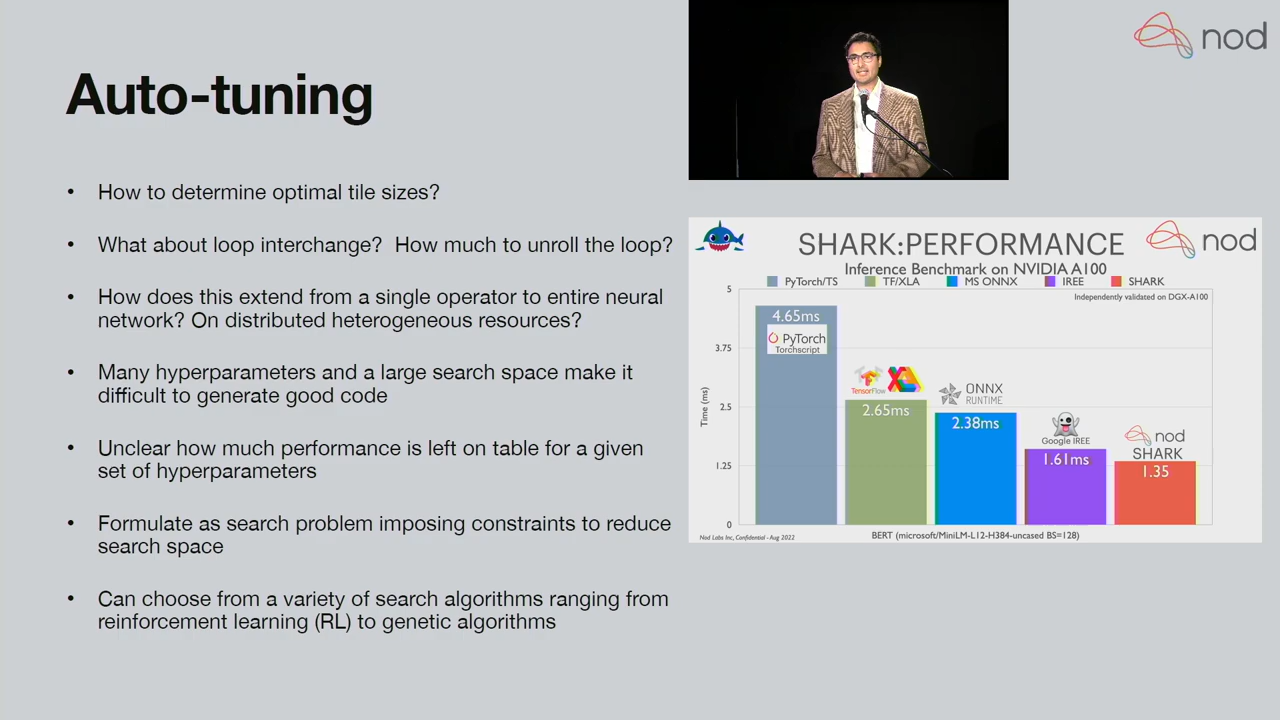 Auto-tuning
• How to determine optimal tile sizes?
• What about loop interchange? How much to unroll the loop?
• How does this extend from a single operator to entire neural
network? On distributed heterogeneous resources?
• Many hyperparameters and a large search space make it
difficult to generate good code
• Unclear how much performance is left on table for a given
set of hyperparameters
• Formulate as search problem imposing constraints to reduce
search space
• Can choose from a variety of search algorithms ranging from
reinforcement learning (RL) to genetic algorithms
nod
SHARK:PERFORMANCE
nod
Inference Benchmark on NVIDIA A100
PyTorch/TS TF/XLA MS ONNX IREE SHARK
Independently validated on DGX-A100
Time (ms)
5
3.75
2.5
1.25
0
4.65ms
PyTorch
Torchscript
TensorFlow
2.65ms
ONNX
RUNTIME
2.38ms
Google IREE
1.61ms
nod
SHARK
1.35
Nod Labs Inc, Confidential - Aug 2022
BERT (microsoft/MiniLM-L12-H384-uncased BS=128)